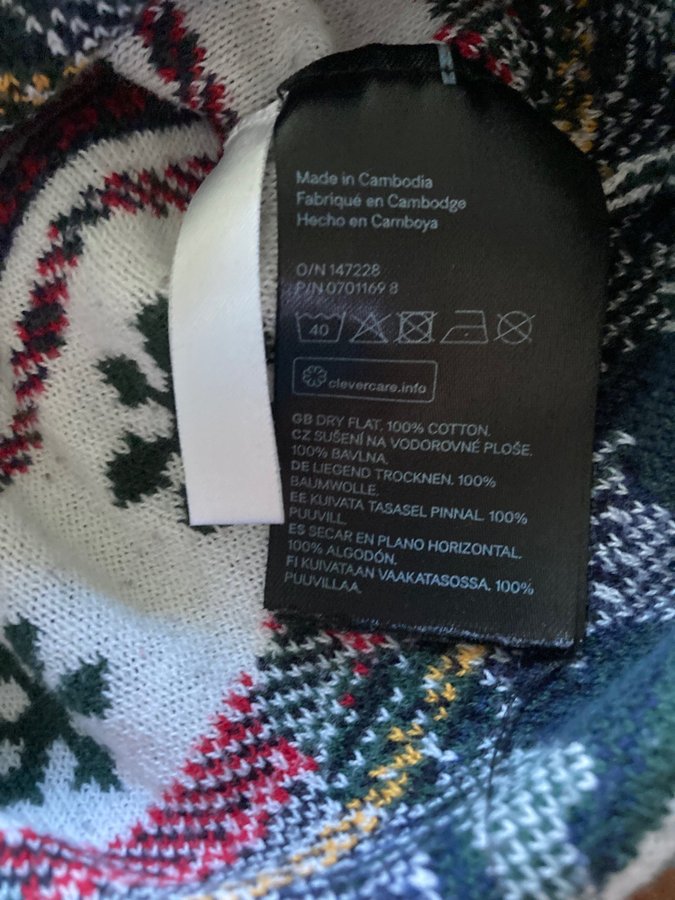 Made in Cambodia
Fabriqué en Cambodge
Hecho en Camboya
O/N 147228
P/N 0701169 8
40
clevercare.info
GB DRY FLAT, 100% COTTON.
CZ SUŠENÍ NA VODOROVNÉ PLOŠE.
100% BAVLNA.
DE LIEGEND TROCKNEN. 100%
BAUMWOLLE.
EE KUIVATA TASASEL PINNAL. 100%
PUUVILL.
ES SECAR EN PLANO HORIZONTAL.
100% ALGODÓN.
FI KUIVATAAN VAAKATASOSSA. 100%
PUUVILLAA.